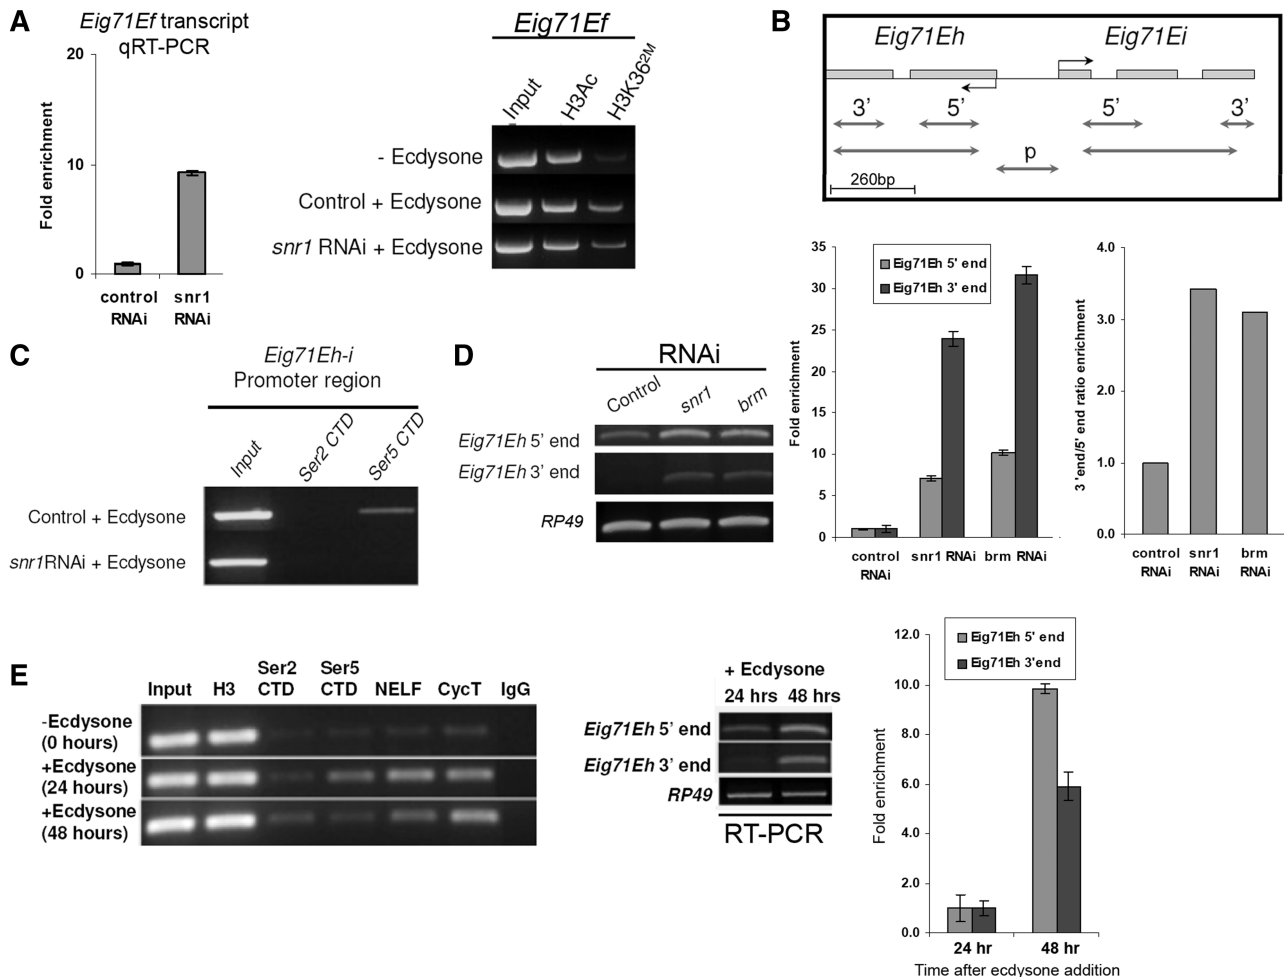 A
Eig71Ef transcript
qRT-PCR
20
10
0
Fold enrichment
control
RNAi
snr1
RNAi
Eig71Ef
Input
H3Ac
H3K36²ᴹ
- Ecdysone
Control + Ecdysone
snr1 RNAi + Ecdysone
B
Eig71Eh
Eig71Ei
3’
5’
5’
3’
p
260bp
C
Eig71Eh-i
Promoter region
Input
Ser2 CTD
Ser5 CTD
Control + Ecdysone
snr1RNAi + Ecdysone
D
RNAi
Control
snr1
brm
Eig71Eh 5’ end
Eig71Eh 3’ end
RP49
35
30
25
20
15
10
5
0
Fold enrichment
Eig71Eh 5' end
Eig71Eh 3' end
control
RNAi
snr1 RNAi
brm RNAi
4.0
3.0
2.0
1.0
0.0
3 'end/5' end ratio enrichment
control
RNAi
snr1
RNAi
brm
RNAi
E
Input
H3
Ser2
CTD
Ser5
CTD
NELF
CycT
IgG
-Ecdysone
(0 hours)
+Ecdysone
(24 hours)
+Ecdysone
(48 hours)
+ Ecdysone
24 hrs 48 hrs
Eig71Eh 5’ end
Eig71Eh 3’ end
RP49
RT-PCR
12.0
10.0
8.0
6.0
4.0
2.0
0.0
Fold enrichment
Eig71Eh 5' end
Eig71Eh 3'end
24 hr
48 hr
Time after ecdysone addition